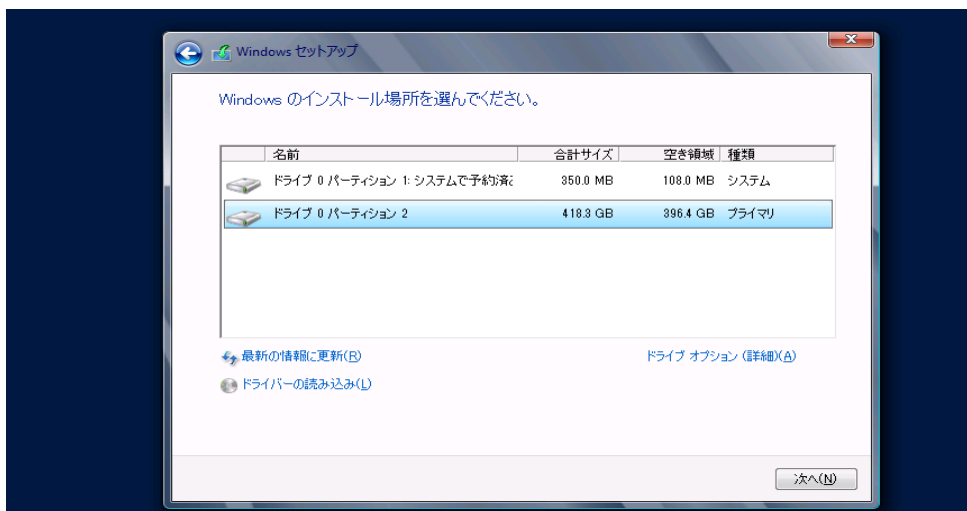 Windows セットアップ
Windows のインストール場所を選んでください。
名前 合計サイズ 空き領域 種類
ドライブ 0 パーティション 1: システムで予約済 350.0 MB 108.0 MB システム
ドライブ 0 パーティション 2 418.3 GB 396.4 GB プライマリ
最新の情報に更新(R) ドライブ オプション (詳細)(A)
ドライバーの読み込み(L)
次へ(N)